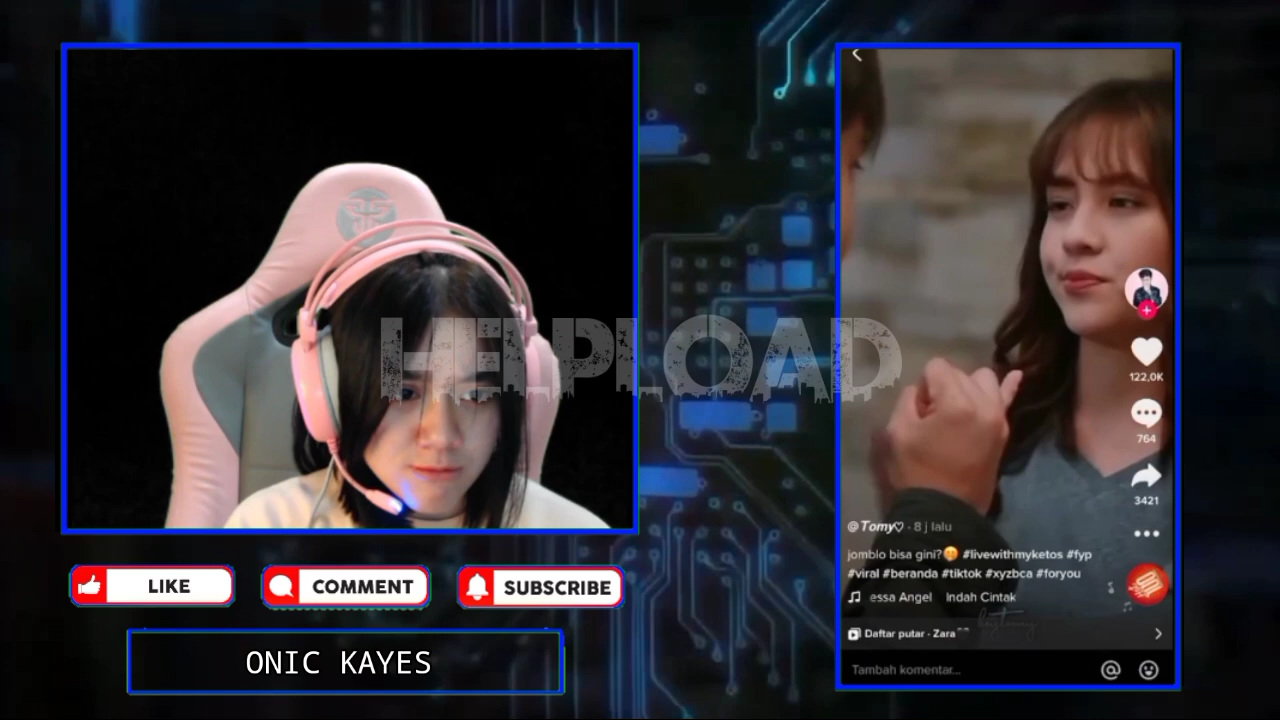 HELPLOAD
LIKE
COMMENT
SUBSCRIBE
ONIC KAYES
122,0K
764
3421
@Tomy♡ · 8 j lalu
jomblo bisa gini?🤭 #livewithmyketos #fyp
#viral #beranda #tiktok #xyzbca #foryou
essa Angel Indah Cintak
Daftar putar · Zara
Tambah komentar...